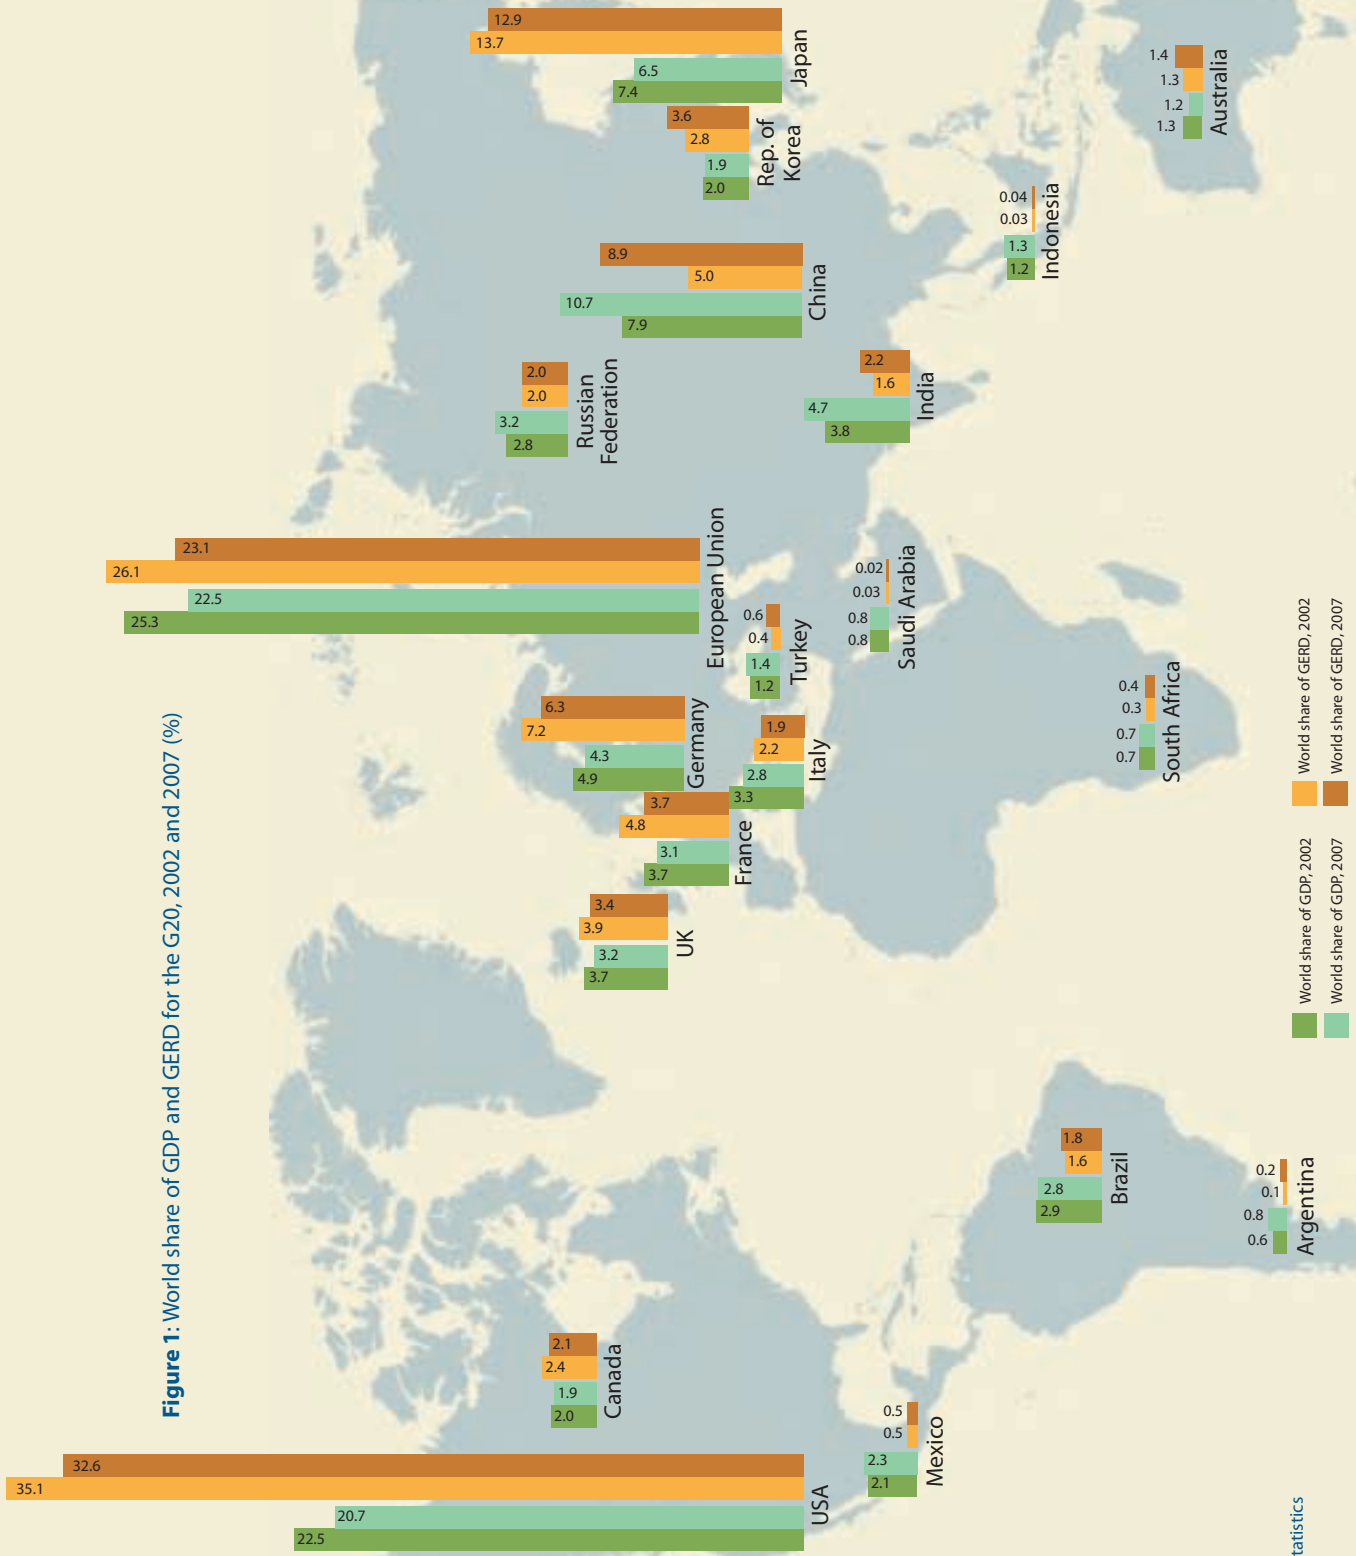 Figure 1: World share of GDP and GERD for the G20, 2002 and 2007 (%)
22.5
20.7
35.1
32.6
USA
2.0
1.9
2.4
2.1
Canada
2.1
2.3
0.5
0.5
Mexico
2.9
2.8
1.6
1.8
Brazil
0.6
0.8
0.1
0.2
Argentina
3.7
3.2
3.9
3.4
UK
3.7
3.1
4.8
3.7
France
4.9
4.3
7.2
6.3
Germany
3.3
2.8
2.2
1.9
Italy
25.3
22.5
26.1
23.1
European Union
1.2
1.4
0.4
0.6
Turkey
0.8
0.8
0.03
0.02
Saudi Arabia
0.7
0.7
0.3
0.4
South Africa
2.8
3.2
2.0
2.0
Russian
Federation
3.8
4.7
1.6
2.2
India
7.9
10.7
5.0
8.9
China
2.0
1.9
2.8
3.6
Rep. of
Korea
7.4
6.5
13.7
12.9
Japan
1.2
1.3
0.03
0.04
Indonesia
1.3
1.2
1.3
1.4
Australia
World share of GDP, 2002
World share of GDP, 2007
World share of GERD, 2002
World share of GERD, 2007
tatistics